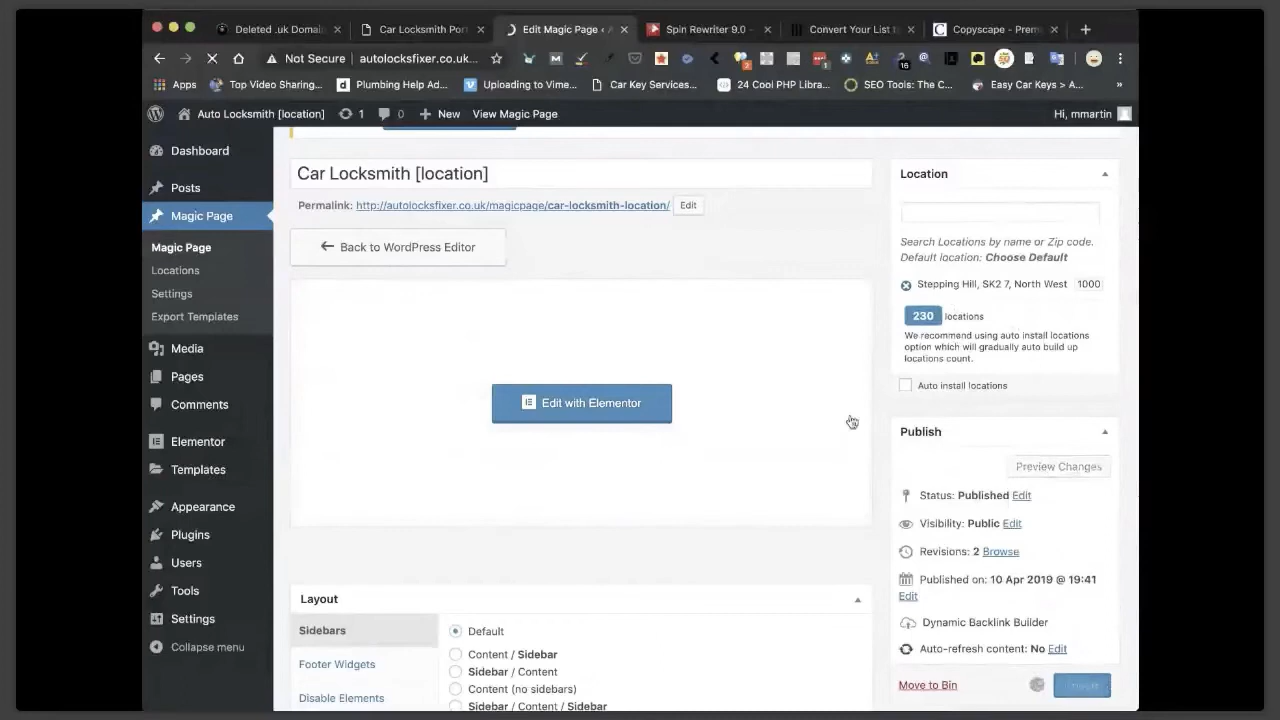 Deleted .uk Domai
Car Locksmith Port
Edit Magic Page ‹ A
Spin Rewriter 9.0 -
Convert Your List t
Copyscape - Prem
Not Secure
autolocksfixer.co.uk...
Apps
Top Video Sharing...
Plumbing Help Ad...
Uploading to Vime...
Car Key Services...
24 Cool PHP Libra...
SEO Tools: The C...
Easy Car Keys > A...
»
Auto Locksmith [location]
1
0
New
View Magic Page
Hi, mmartin
Dashboard
Posts
Magic Page
Magic Page
Locations
Settings
Export Templates
Media
Pages
Comments
Elementor
Templates
Appearance
Plugins
Users
Tools
Settings
Collapse menu
Car Locksmith [location]
Permalink: http://autolocksfixer.co.uk/magicpage/car-locksmith-location/ Edit
Back to WordPress Editor
Edit with Elementor
Layout
Sidebars
Footer Widgets
Disable Elements
Default
Content / Sidebar
Sidebar / Content
Content (no sidebars)
Sidebar / Content / Sidebar
Location
Search Locations by name or Zip code.
Default location: Choose Default
Stepping Hill, SK2 7, North West 1000
230 locations
We recommend using auto install locations
option which will gradually auto build up
locations count.
Auto install locations
Publish
Preview Changes
Status: Published Edit
Visibility: Public Edit
Revisions: 2 Browse
Published on: 10 Apr 2019 @ 19:41
Edit
Dynamic Backlink Builder
Auto-refresh content: No Edit
Move to Bin